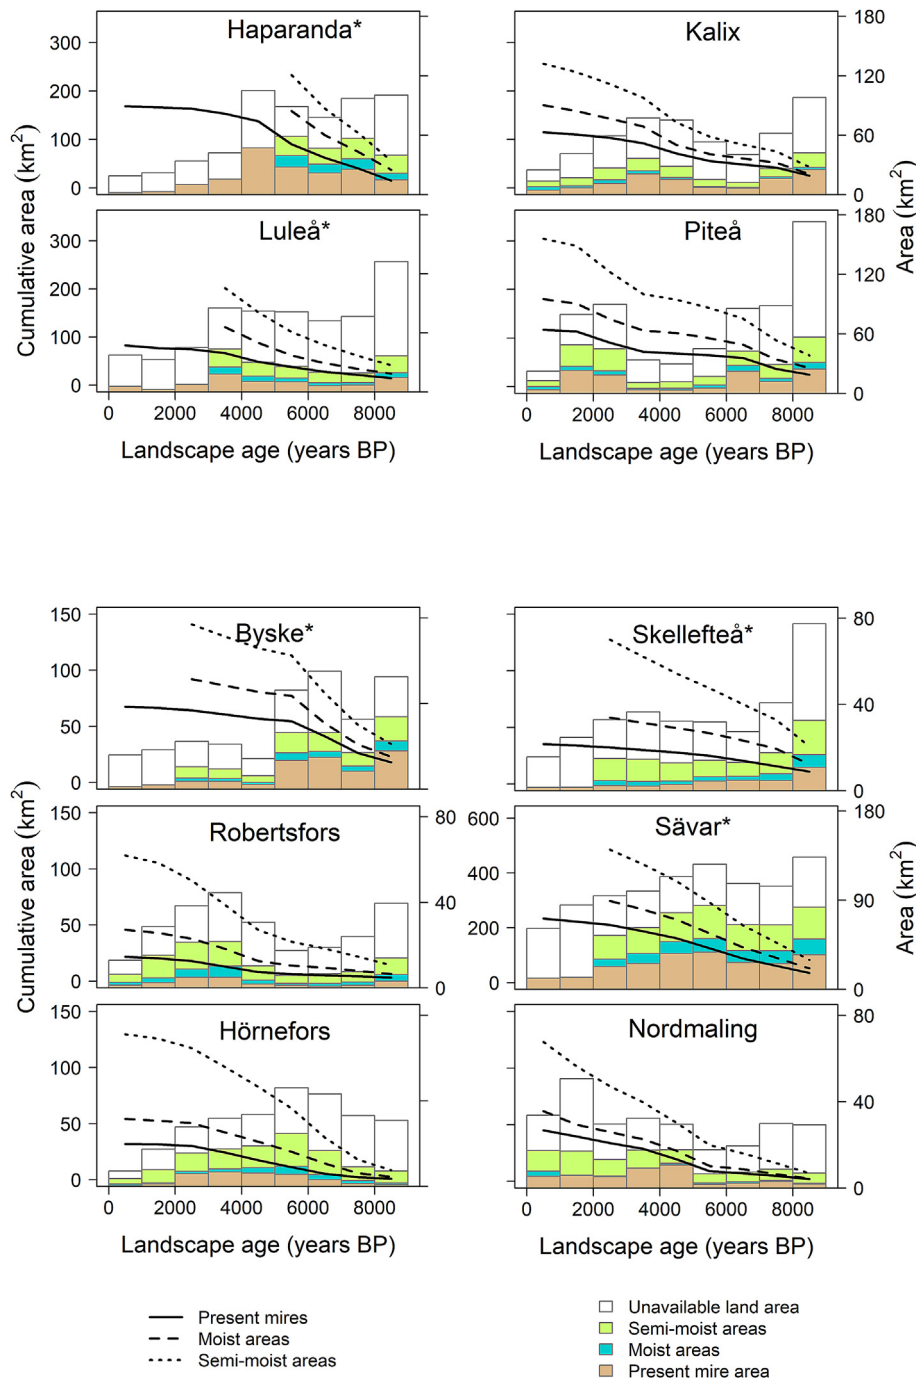 Haparanda*
Kalix
300
200
100
0
180
120
60
0
Luleå*
Piteå
300
200
100
0
180
120
60
0
Cumulative area (km2)
Area (km2)
0 2000 4000 6000 8000
0 2000 4000 6000 8000
Landscape age (years BP)
Landscape age (years BP)
Byske*
Skellefteå*
150
100
50
0
80
40
0
Robertsfors
Sävar*
150
100
50
0
80
40
0
600
400
200
0
180
90
0
Cumulative area (km2)
Area (km2)
Hörnefors
Nordmaling
150
100
50
0
80
40
0
0 2000 4000 6000 8000
0 2000 4000 6000 8000
Landscape age (years BP)
Landscape age (years BP)
Present mires
Moist areas
Semi-moist areas
Unavailable land area
Semi-moist areas
Moist areas
Present mire area